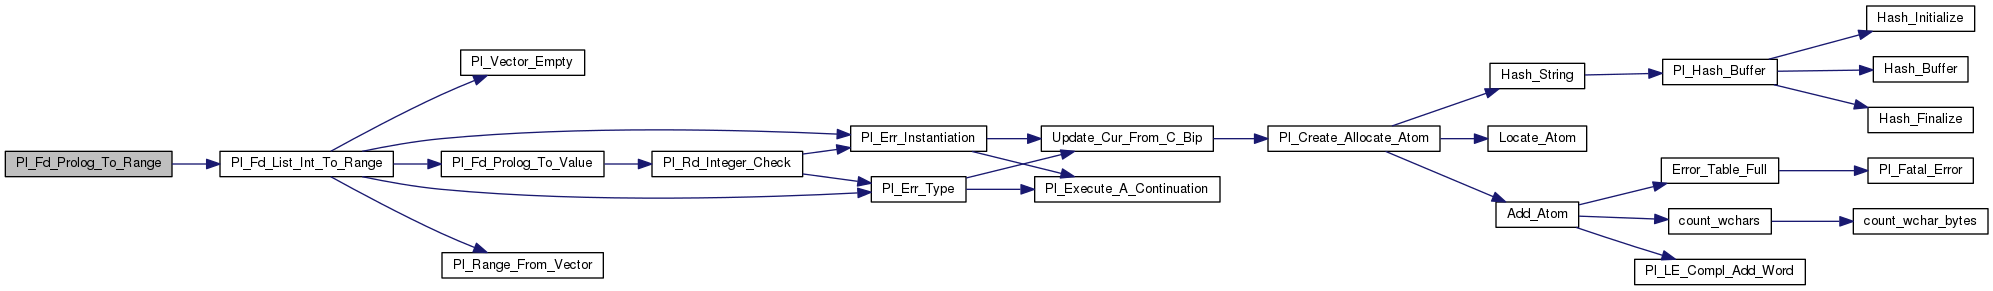 Pl_Fd_Prolog_To_Range
Pl_Fd_List_Int_To_Range
Pl_Vector_Empty
Pl_Fd_Prolog_To_Value
Pl_Range_From_Vector
Pl_Rd_Integer_Check
Pl_Err_Instantiation
Pl_Err_Type
Update_Cur_From_C_Bip
Pl_Execute_A_Continuation
Pl_Create_Allocate_Atom
Hash_String
Locate_Atom
Add_Atom
Pl_Hash_Buffer
Error_Table_Full
count_wchars
Pl_LE_Compl_Add_Word
Hash_Initialize
Hash_Buffer
Hash_Finalize
Pl_Fatal_Error
count_wchar_bytes